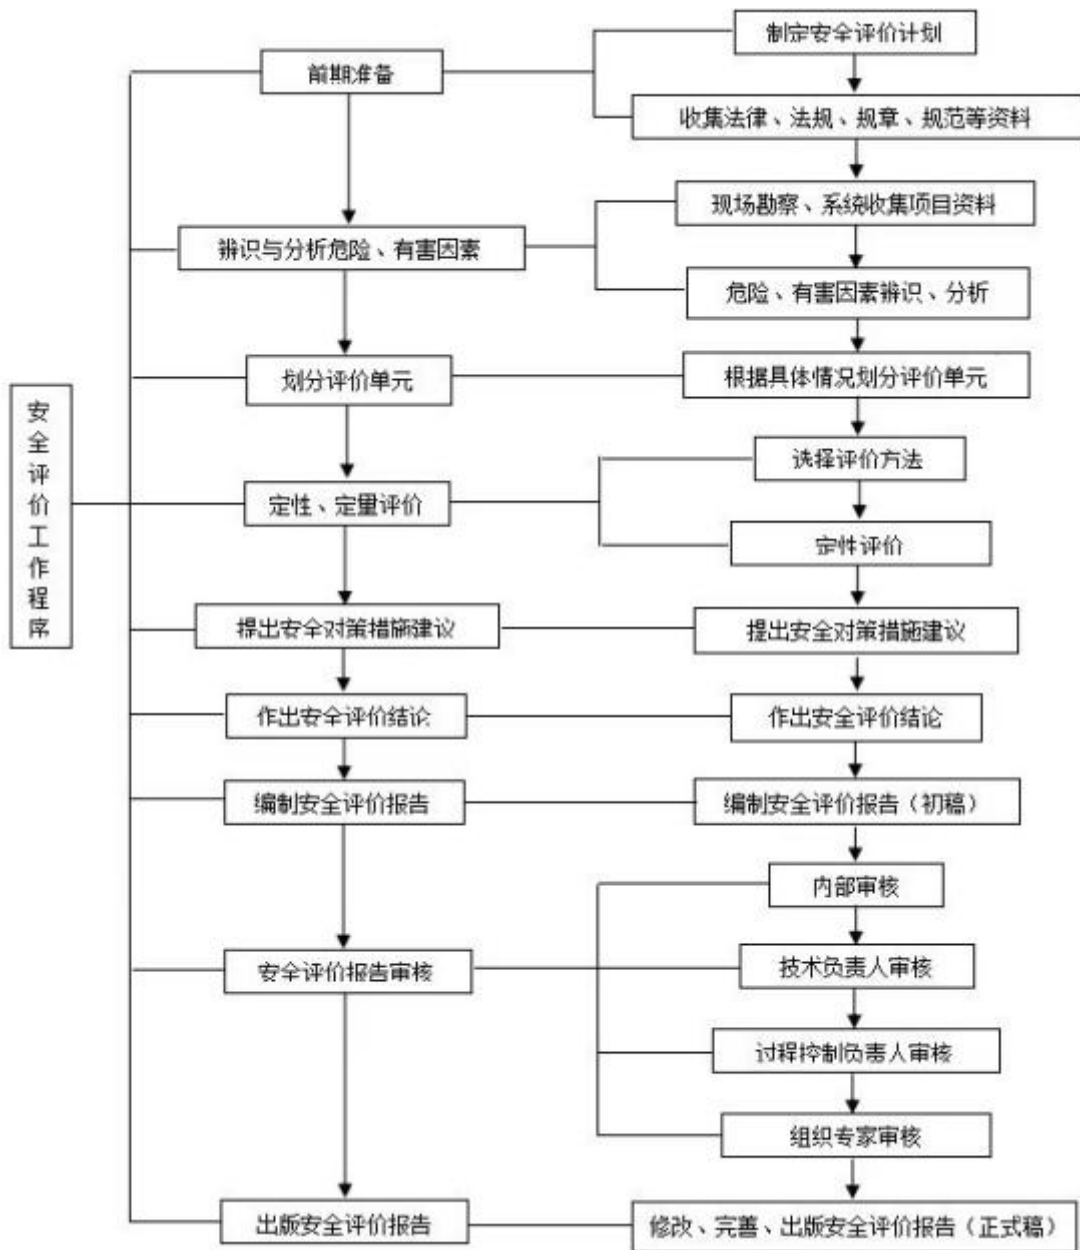 安全评价工作程序
前期准备
制定安全评价计划
收集法律、法规、规章、规范等资料
辨识与分析危险、有害因素
现场勘察、系统收集项目资料
危险、有害因素辨识、分析
划分评价单元
根据具体情况划分评价单元
定性、定量评价
选择评价方法
定性评价
提出安全对策措施建议
提出安全对策措施建议
作出安全评价结论
作出安全评价结论
编制安全评价报告
编制安全评价报告（初稿）
安全评价报告审核
内部审核
技术负责人审核
过程控制负责人审核
组织专家审核
出版安全评价报告
修改、完善、出版安全评价报告（正式稿）